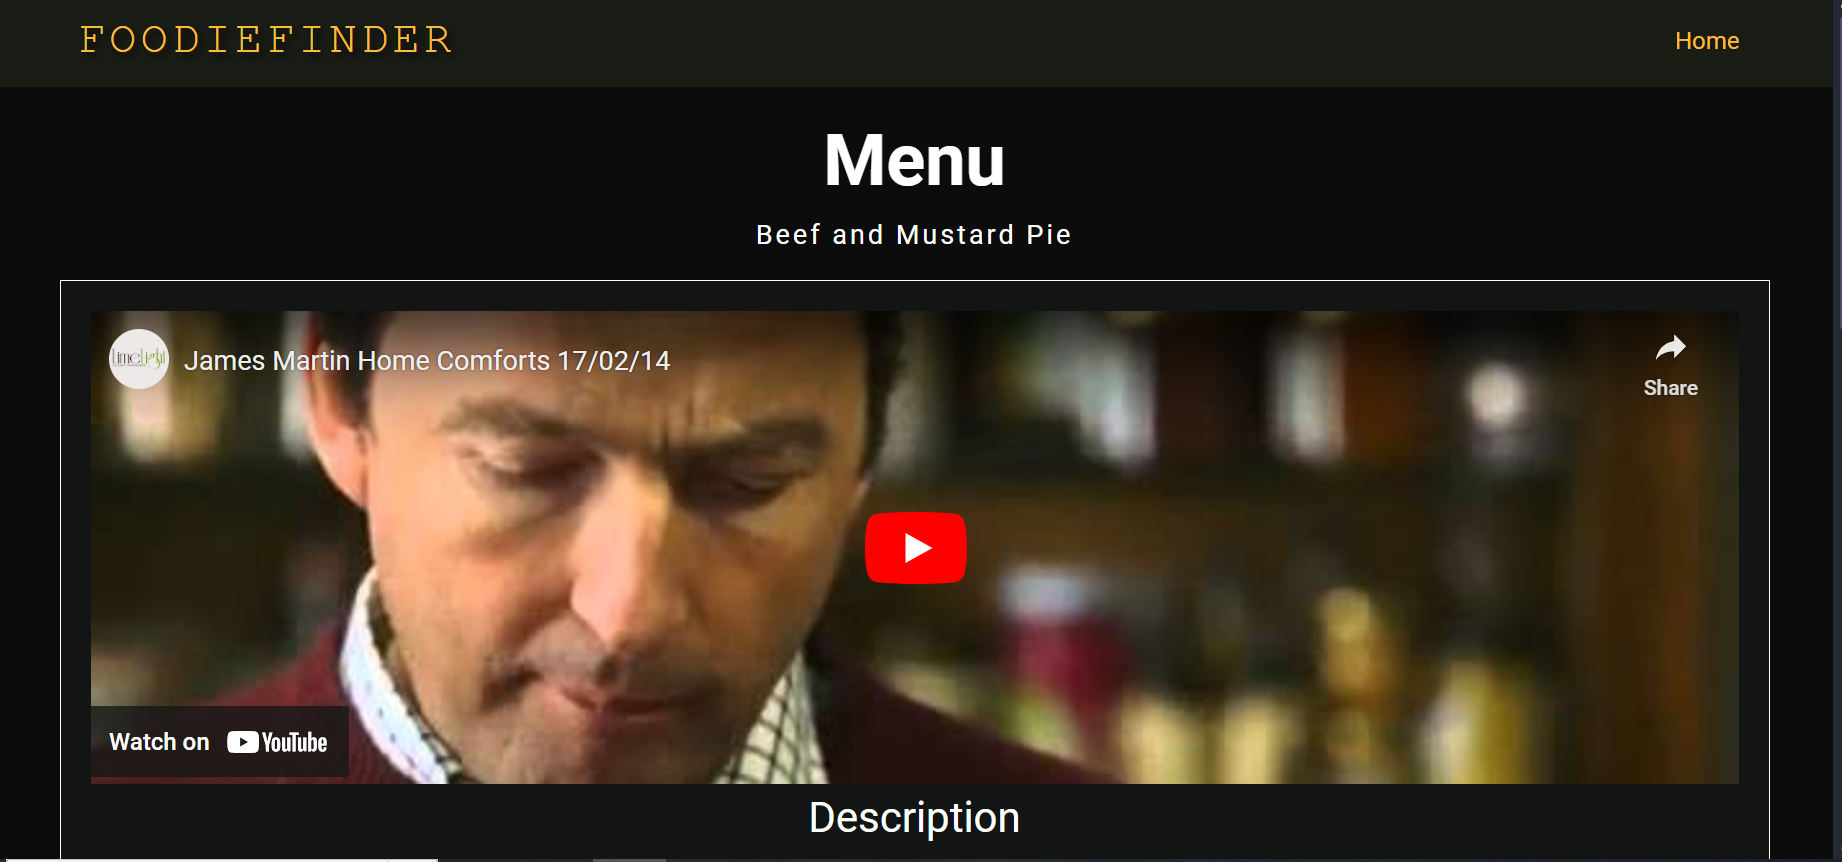 FOODIEFINDER
Home
Menu
Beef and Mustard Pie
limelight
James Martin Home Comforts 17/02/14
Share
Watch on YouTube
Description